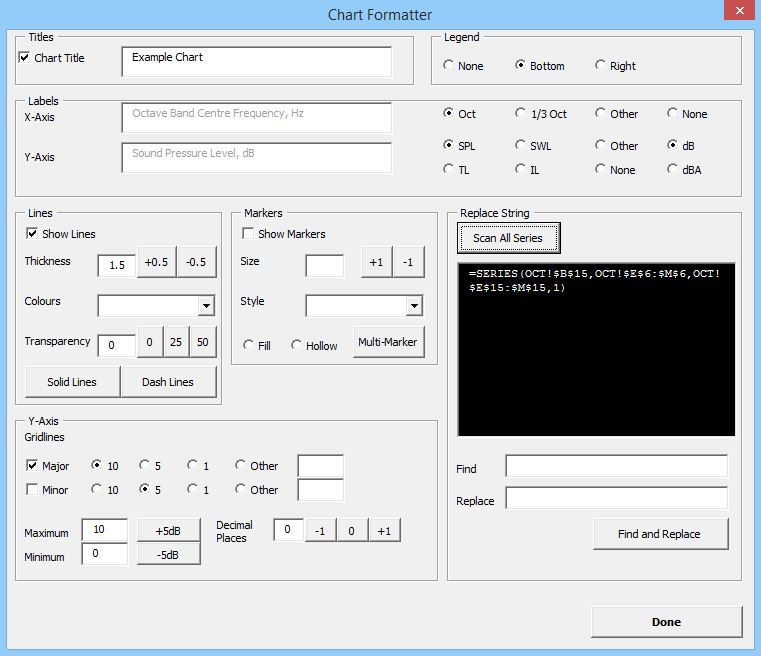 Chart Formatter
Titles
Chart Title
Example Chart
Legend
None
Bottom
Right
Labels
X-Axis
Octave Band Centre Frequency, Hz
Oct
1/3 Oct
Other
None
Y-Axis
Sound Pressure Level, dB
SPL
SWL
Other
dB
TL
IL
None
dBA
Lines
Show Lines
Thickness
1.5
+0.5
-0.5
Colours
Transparency
0
0
25
50
Solid Lines
Dash Lines
Markers
Show Markers
Size
+1
-1
Style
Fill
Hollow
Multi-Marker
Replace String
Scan All Series
=SERIES(OCT!$B$15,OCT!$E$6:$M$6,OCT!
$E$15:$M$15,1)
Find
Replace
Find and Replace
Y-Axis
Gridlines
Major
10
5
1
Other
Minor
10
5
1
Other
Maximum
10
+5dB
Minimum
0
-5dB
Decimal
Places
0
-1
0
+1
Done